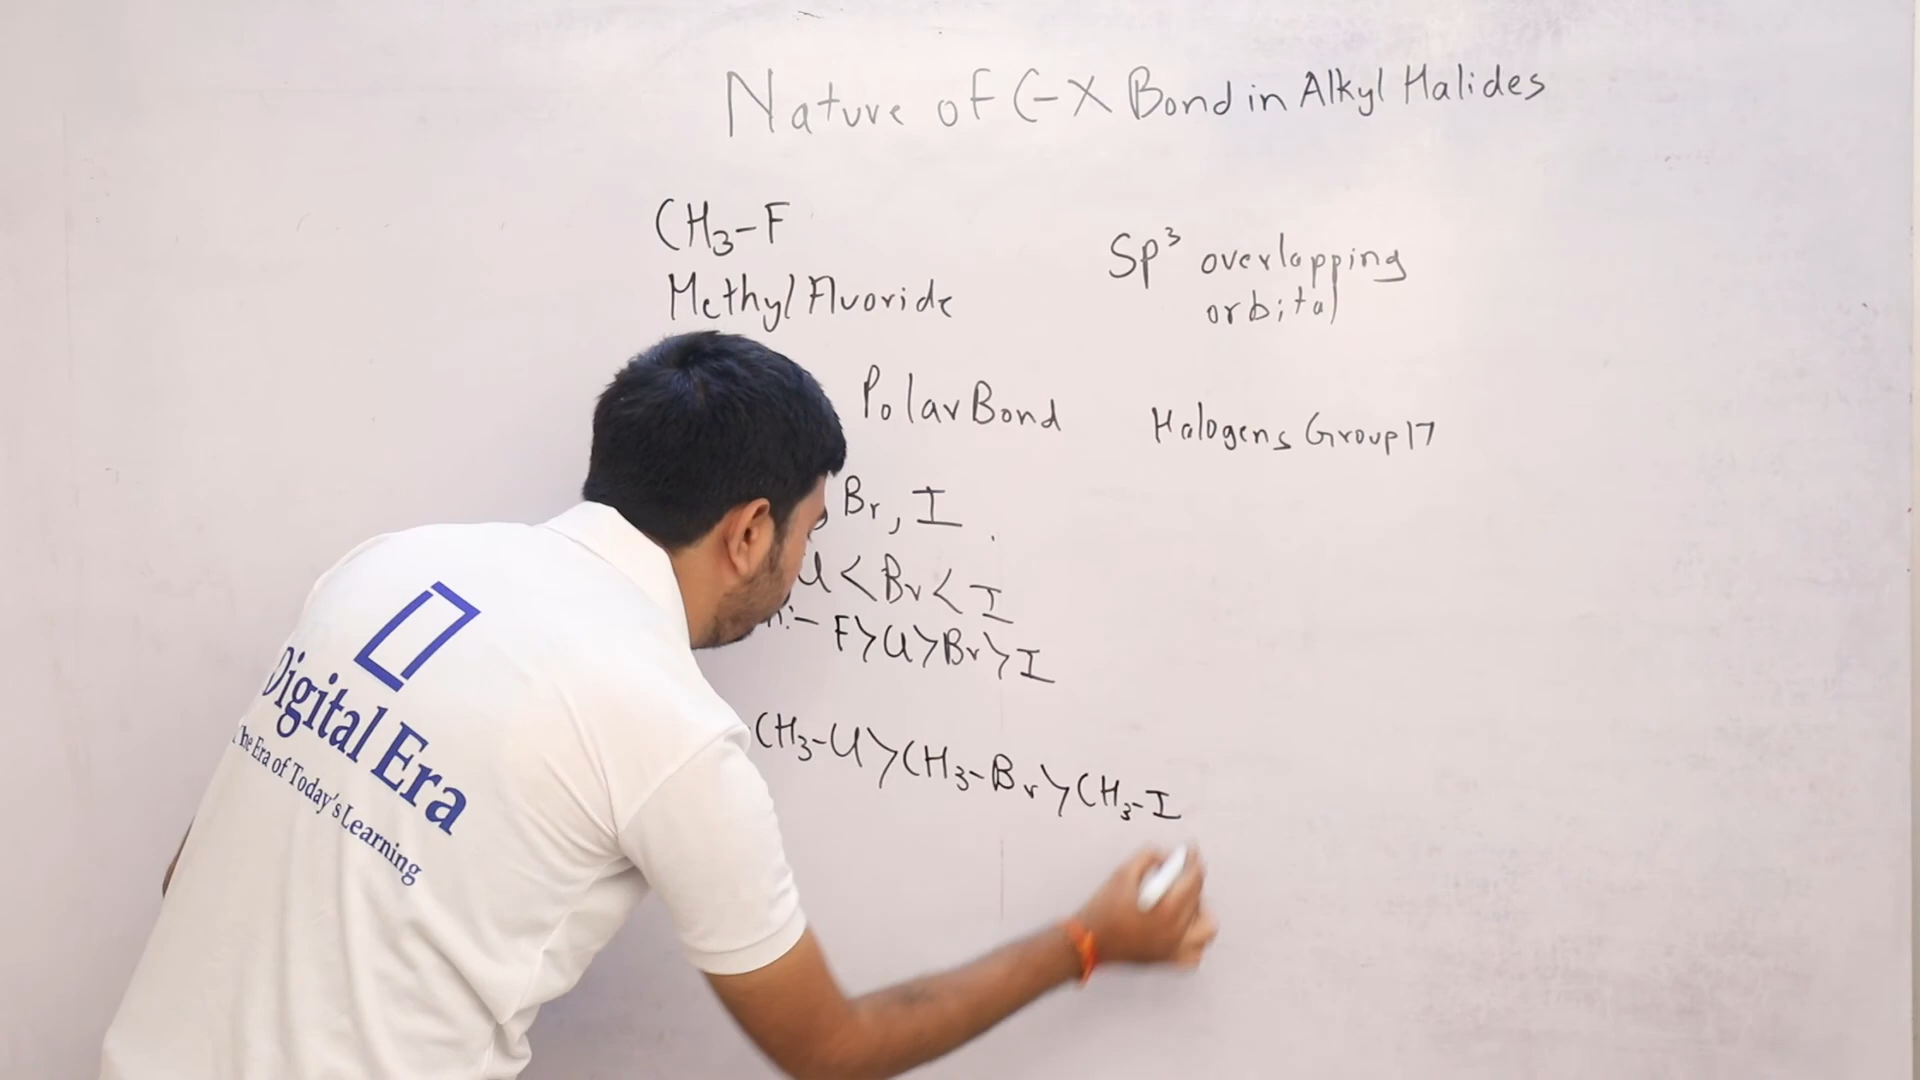 Nature of C-X Bond in Alkyl Halides
CH3-F
Methyl Fluoride
Sp³ overlapping
orbital
Polar Bond
Halogens Group 17
Br, I
Cl < Br < I
:- F > Cl > Br > I
CH3-Cl > CH3-Br > CH3-I
Digital Era
The Era of Today's Learning